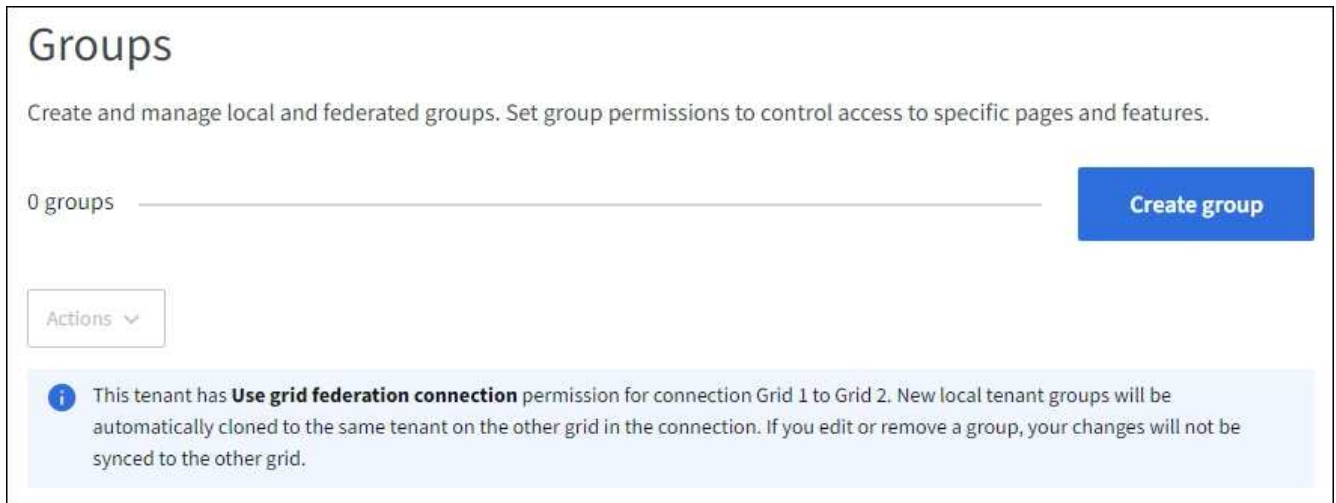 Groups
Create and manage local and federated groups. Set group permissions to control access to specific pages and features.
0 groups
Create group
Actions
This tenant has Use grid federation connection permission for connection Grid 1 to Grid 2. New local tenant groups will be
automatically cloned to the same tenant on the other grid in the connection. If you edit or remove a group, your changes will not be
synced to the other grid.